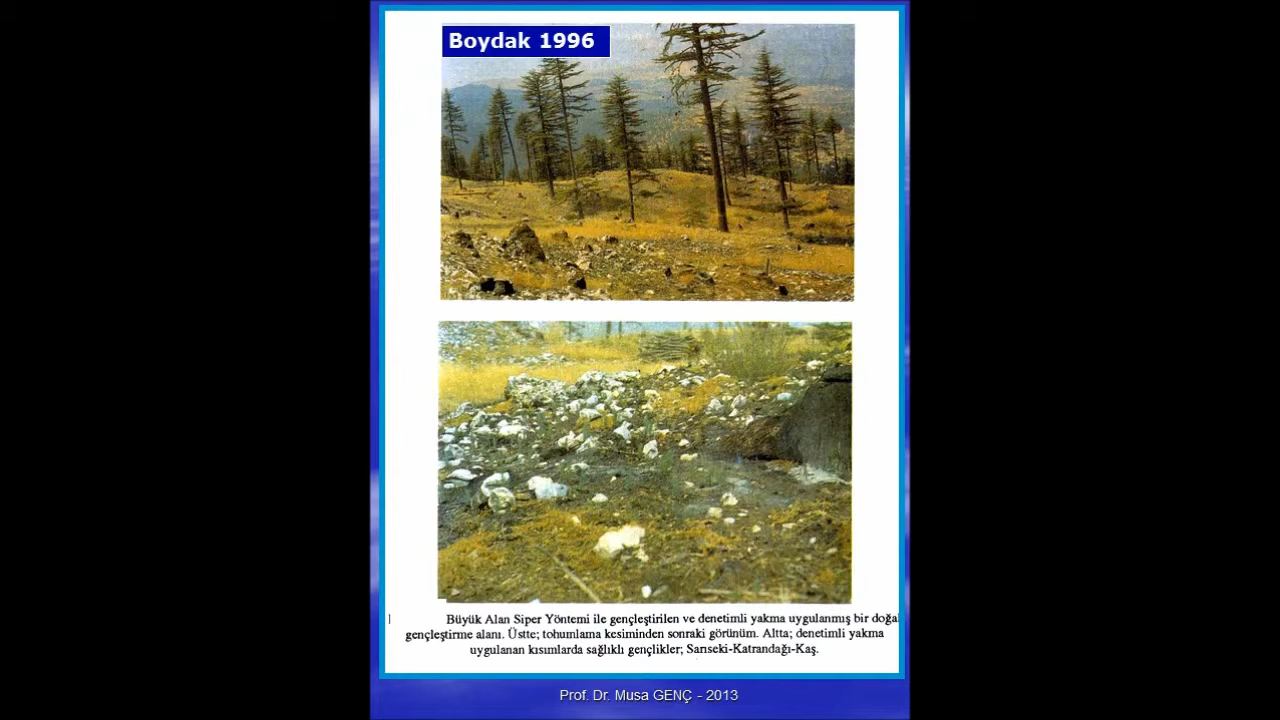 Boydak 1996
Büyük Alan Siper Yöntemi ile gençleştirilen ve denetimli yakma uygulanmış bir doğal
gençleştirme alanı. Üstte; tohumlama kesiminden sonraki görünüm. Altta; denetimli yakma
uygulanan kısımlarda sağlıklı gençlikler; Sarıseki-Katrandağı-Kaş.
Prof. Dr. Musa GENÇ - 2013